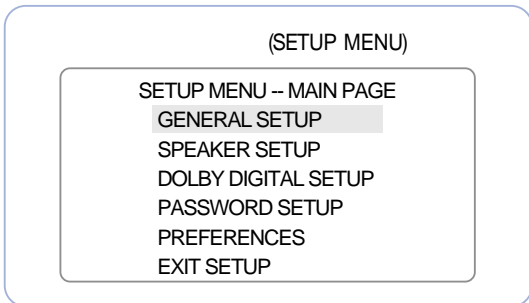 (SETUP MENU)
SETUP MENU -- MAIN PAGE
GENERAL SETUP
SPEAKER SETUP
DOLBY DIGITAL SETUP
PASSWORD SETUP
PREFERENCES
EXIT SETUP